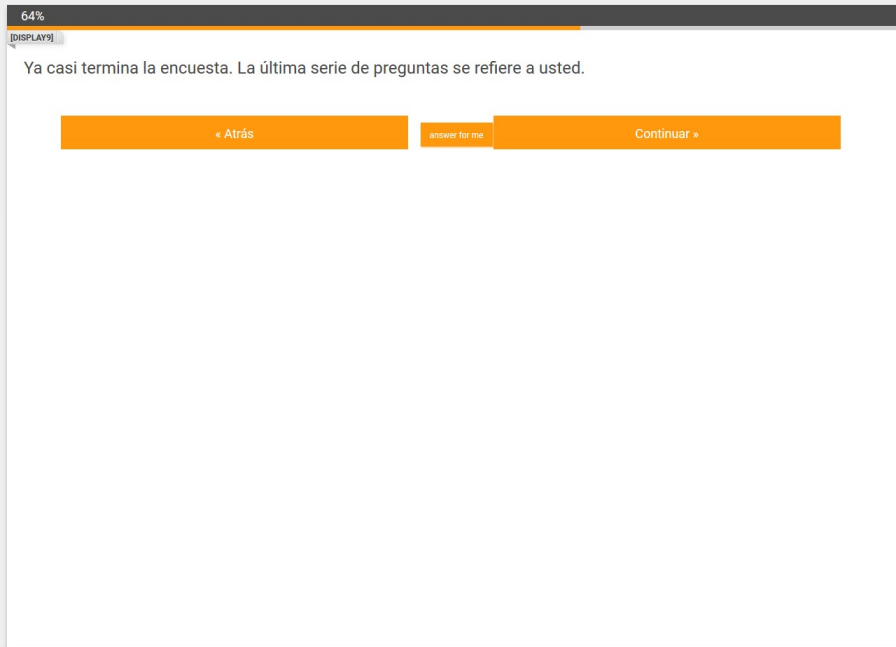 64%
[DISPLAY9]
Ya casi termina la encuesta. La última serie de preguntas se refiere a usted.
« Atrás
answer for me
Continuar »